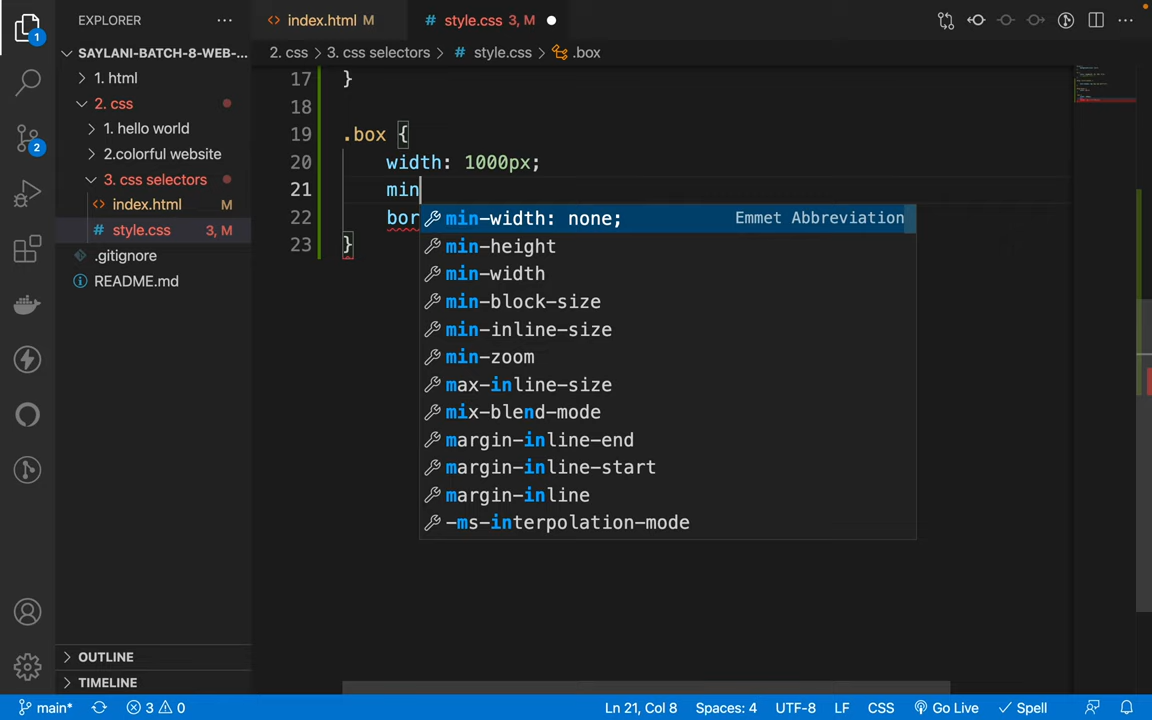 EXPLORER
index.html M
style.css 3, M
SAYLANI-BATCH-8-WEB-...
2. css > 3. css selectors > # style.css > .box
1. html
2. css
1. hello world
2.colorful website
3. css selectors
index.html M
style.css 3, M
.gitignore
README.md
17 }
18
19 .box {
20 width: 1000px;
21 min
22 bor
23 }
min-width: none; Emmet Abbreviation
min-height
min-width
min-block-size
min-inline-size
min-zoom
max-inline-size
mix-blend-mode
margin-inline-end
margin-inline-start
margin-inline
-ms-interpolation-mode
1
2
OUTLINE
TIMELINE
main* 3 0 Ln 21, Col 8 Spaces: 4 UTF-8 LF CSS Go Live Spell